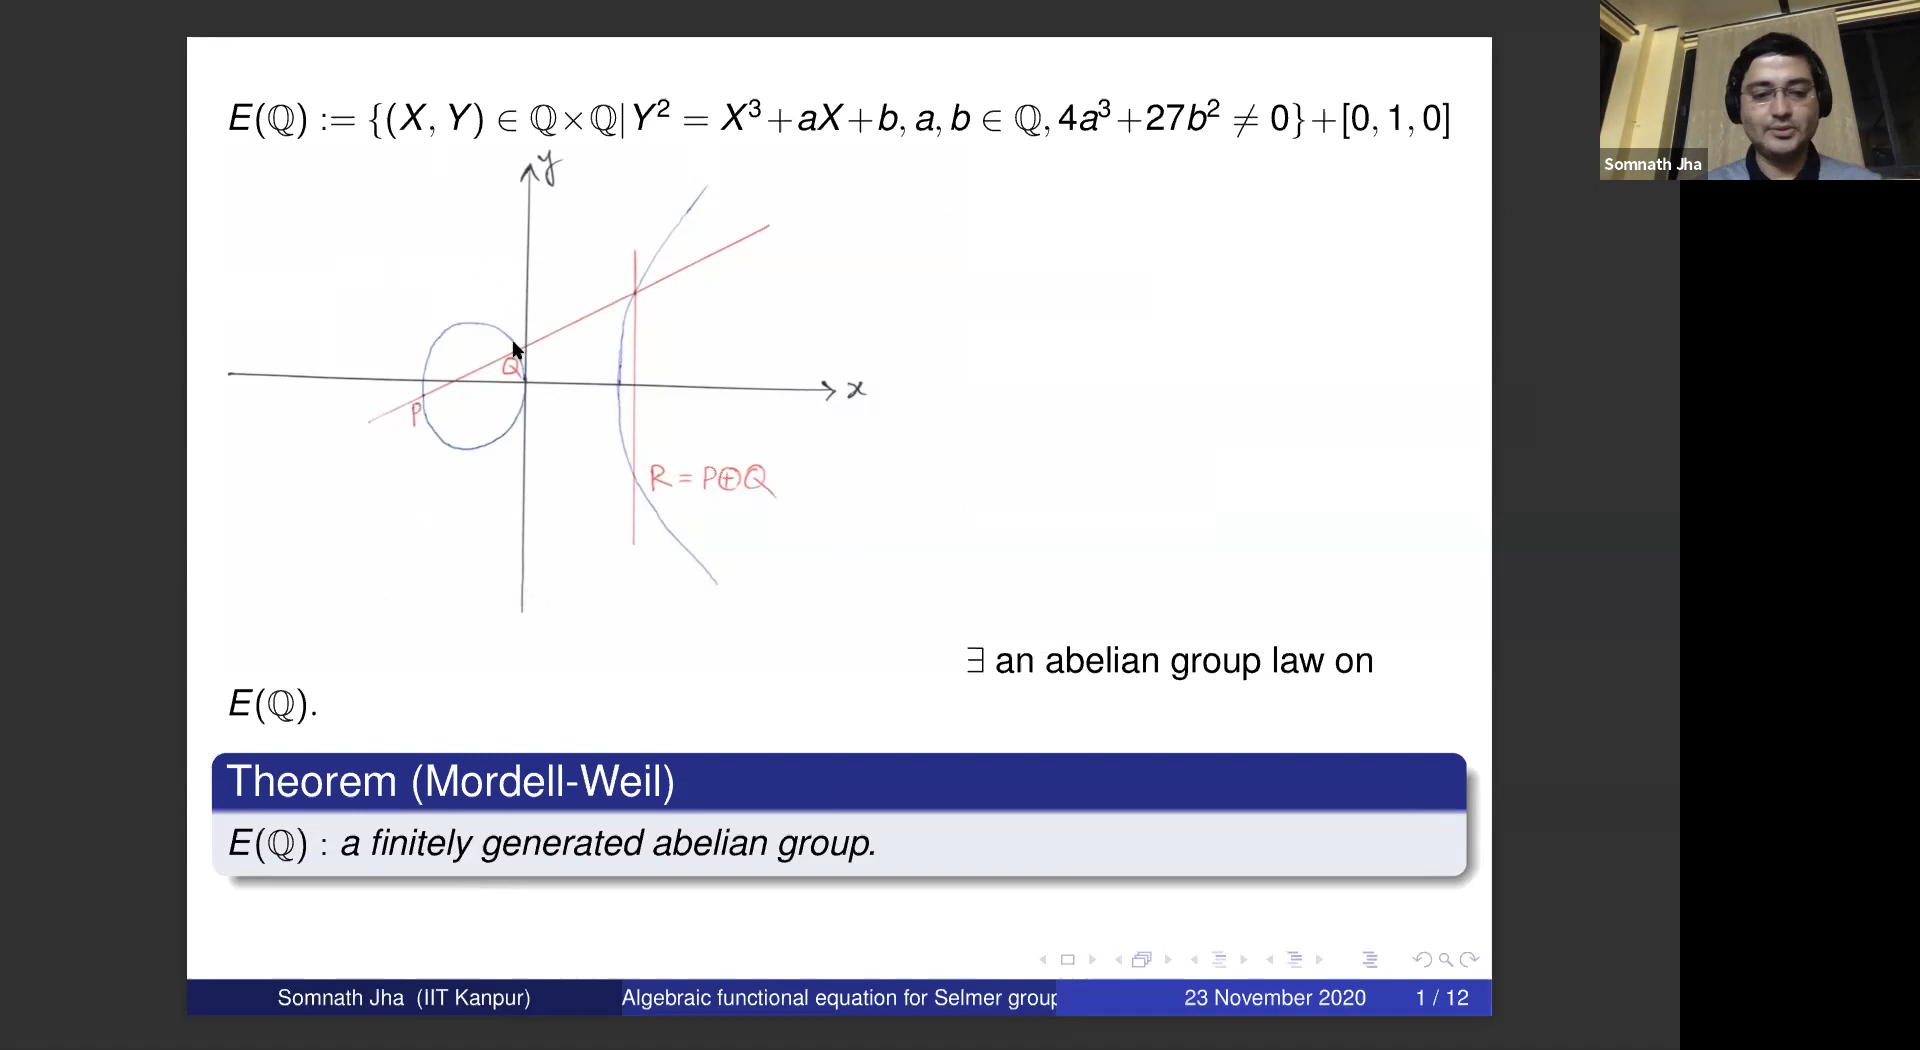 E(ℚ) := {(X, Y) ∈ ℚ×ℚ| Y² = X³+aX+b, a, b ∈ ℚ, 4a³+27b² ≠ 0}+[0, 1, 0]
Somnath Jha
y
Q
x
P
R = P⊕Q
∃ an abelian group law on
E(ℚ).
Theorem (Mordell-Weil)
E(ℚ) : a finitely generated abelian group.
Somnath Jha (IIT Kanpur) Algebraic functional equation for Selmer group 23 November 2020 1 / 12